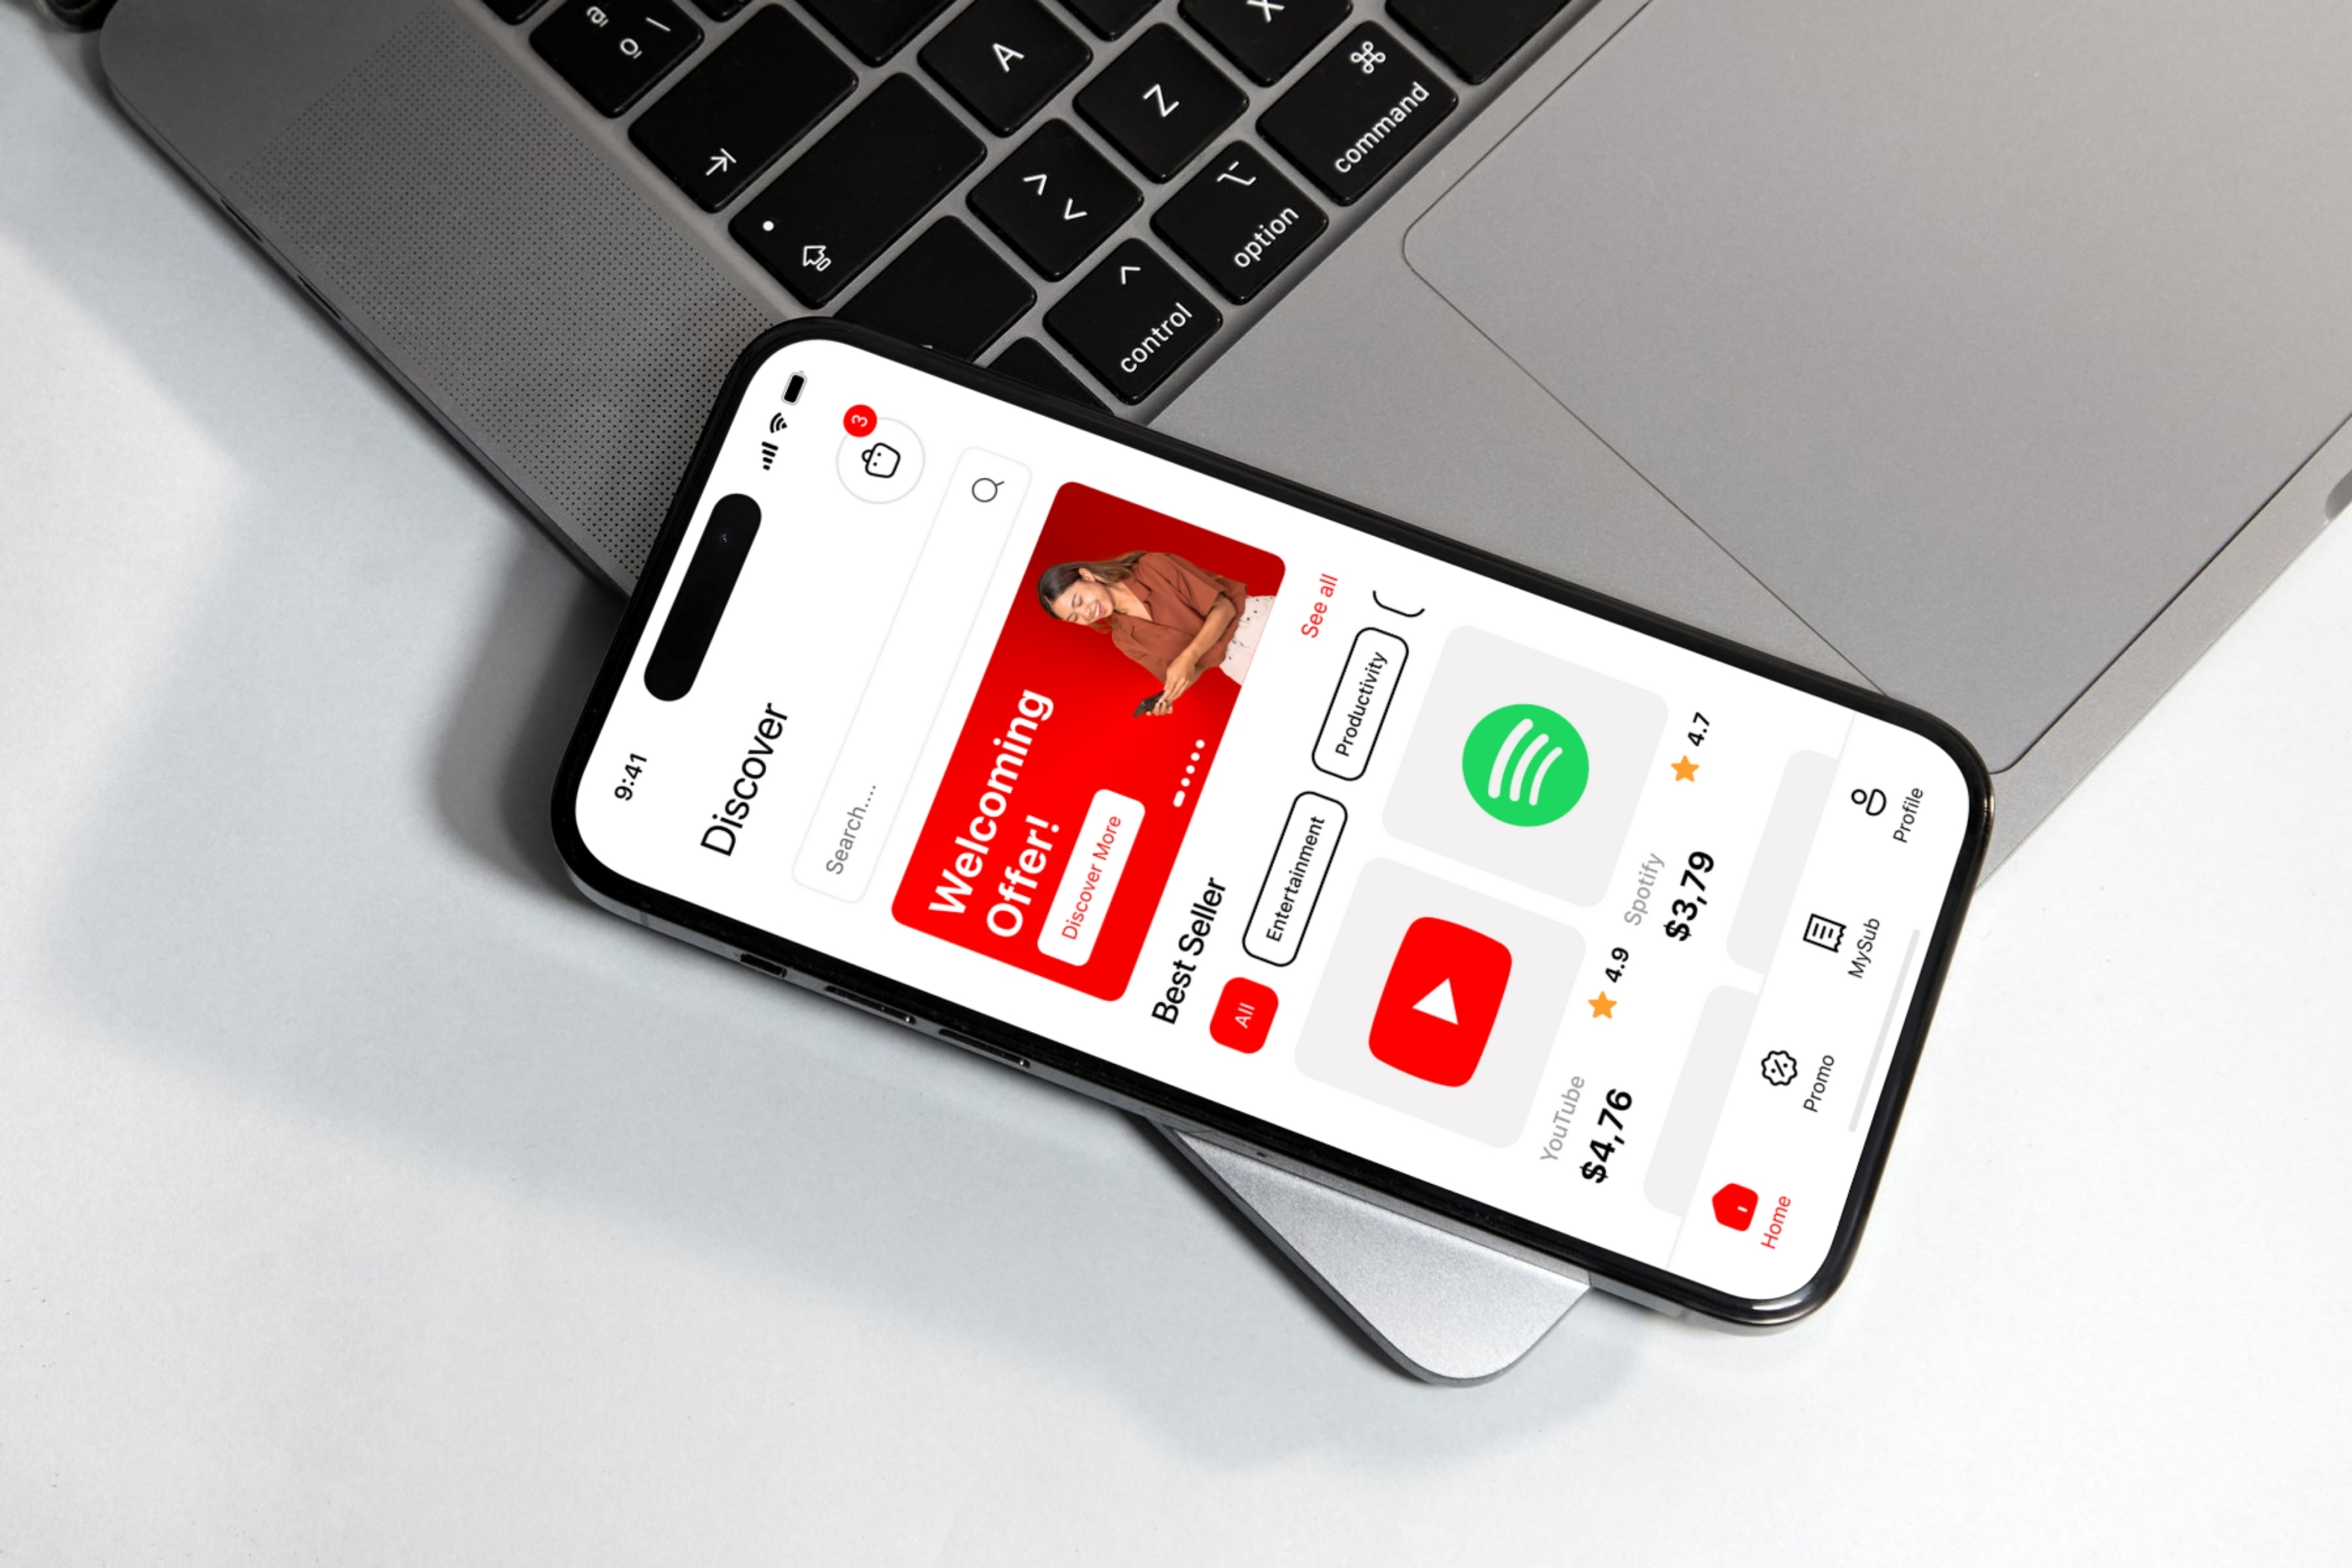 ª
º \
A
Z
X
> <
⌘
command
⌥
option
^
control
9:41
Discover
3
Search....
Welcoming
Offer!
Discover More
Best Seller
See all
All
Entertainment
Productivity
YouTube
4.9
$4,76
Spotify
4.7
$3,79
Home
Promo
MySub
Profile